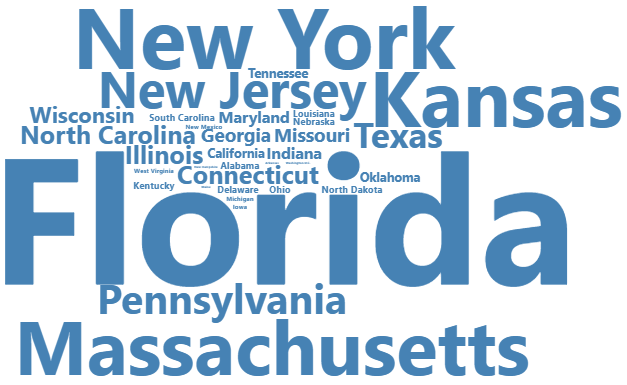 New York
Tennessee
New Jersey
Kansas
Wisconsin
South Carolina
Maryland
Louisiana
Nebraska
New Mexico
North Carolina
Georgia
Missouri
Texas
Illinois
California
Indiana
Alabama
West Virginia
Connecticut
Oklahoma
Kentucky
Delaware
Ohio
North Dakota
Michigan
Iowa
Florida
Pennsylvania
Massachusetts